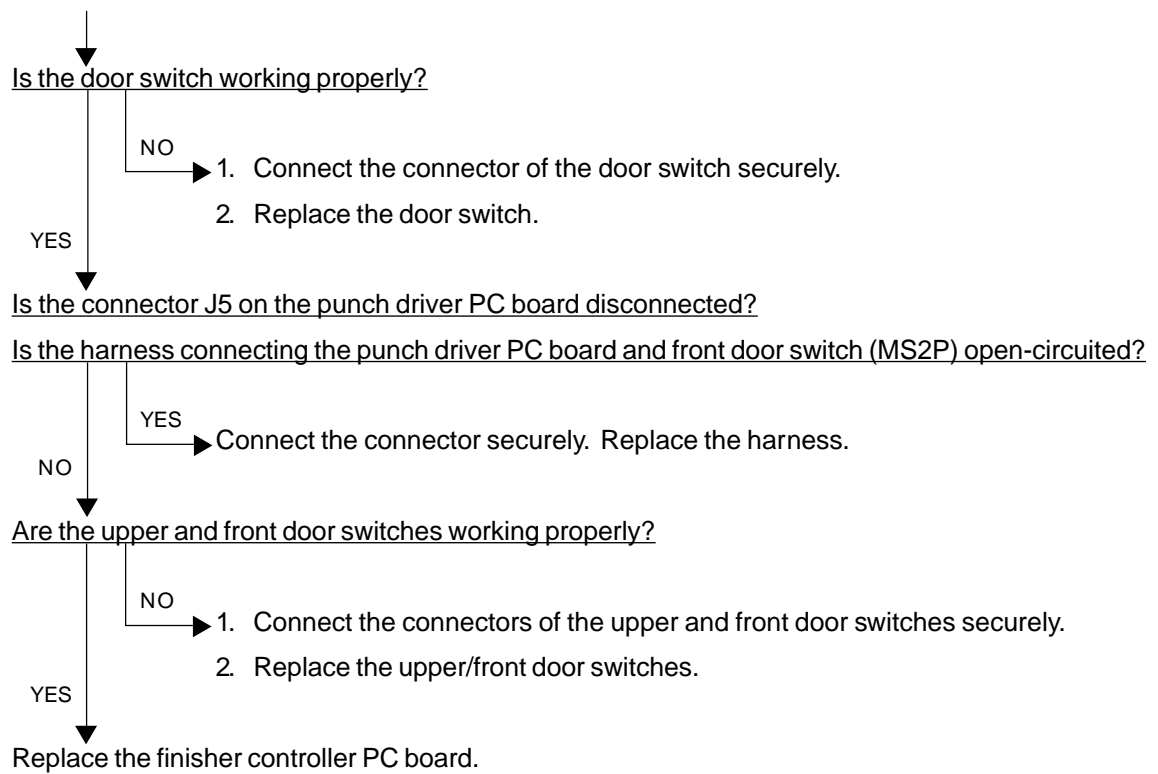 Is the door switch working properly?
NO
1. Connect the connector of the door switch securely.
2. Replace the door switch.
YES
Is the connector J5 on the punch driver PC board disconnected?
Is the harness connecting the punch driver PC board and front door switch (MS2P) open-circuited?
YES
Connect the connector securely. Replace the harness.
NO
Are the upper and front door switches working properly?
NO
1. Connect the connectors of the upper and front door switches securely.
2. Replace the upper/front door switches.
YES
Replace the finisher controller PC board.